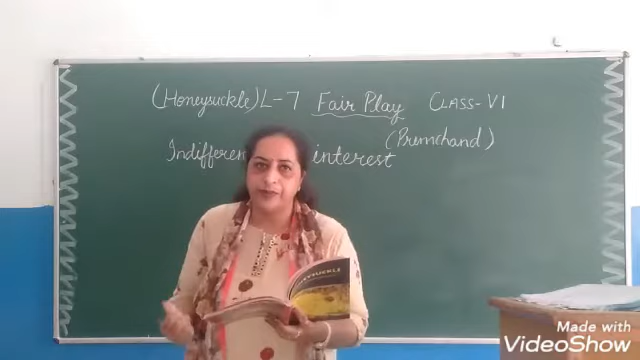 (Honeysuckle) L-7 Fair Play CLASS-VI
(Premchand)
interest
HONEYSUCKLE
Made with
VideoShow